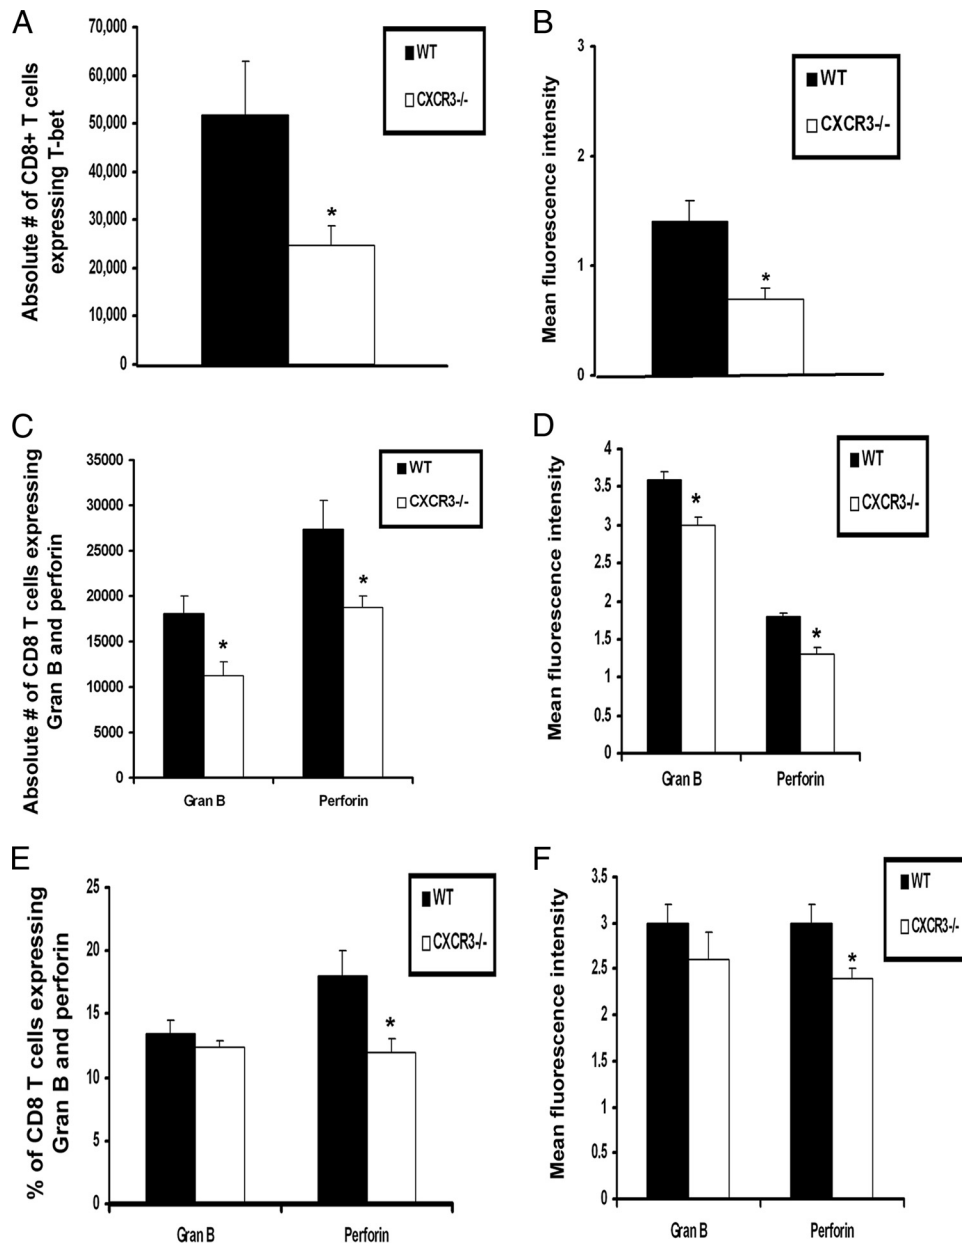 A
Absolute # of CD8+ T cells
expressing T-bet
70,000
60,000
50,000
40,000
30,000
20,000
10,000
0
*
WT
CXCR3-/-
B
Mean fluorescence intensity
3
2
1
0
*
WT
CXCR3-/-
C
Absolute # of CD8 T cells expressing
Gran B and perforin
35000
30000
25000
20000
15000
10000
5000
0
*
*
Gran B
Perforin
WT
CXCR3-/-
D
Mean fluorescence intensity
4
3.5
3
2.5
2
1.5
1
0.5
0
*
*
Gran B
Perforin
WT
CXCR3-/-
E
% of CD8 T cells expressing
Gran B and perforin
25
20
15
10
5
0
*
Gran B
Perforin
WT
CXCR3-/-
F
Mean fluorescence intensity
3.5
3
2.5
2
1.5
1
0.5
0
*
Gran B
Perforin
WT
CXCR3-/-